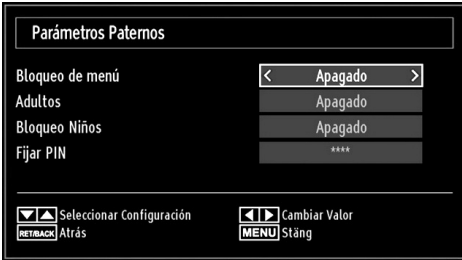 Parámetros Paternos
Bloqueo de menú < Apagado >
Adultos Apagado
Bloqueo Niños Apagado
Fijar PIN ****
▼▲ Seleccionar Configuración ◀▶ Cambiar Valor
RET/BACK Atrás MENU Stäng